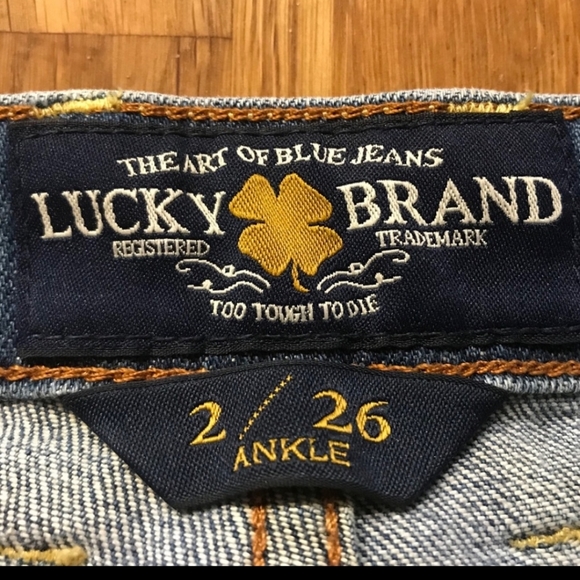 THE ART OF BLUE JEANS
LUCKY BRAND
REGISTERED TRADEMARK
TOO TOUGH TO DIE
2/26
ANKLE